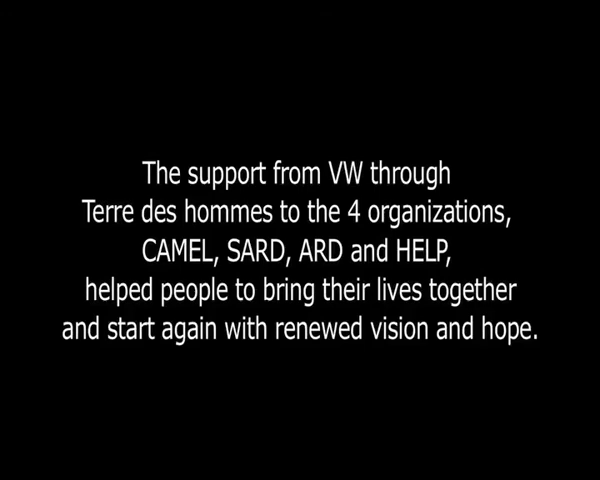 The support from VW through
Terre des hommes to the 4 organizations,
CAMEL, SARD, ARD and HELP,
helped people to bring their lives together
and start again with renewed vision and hope.